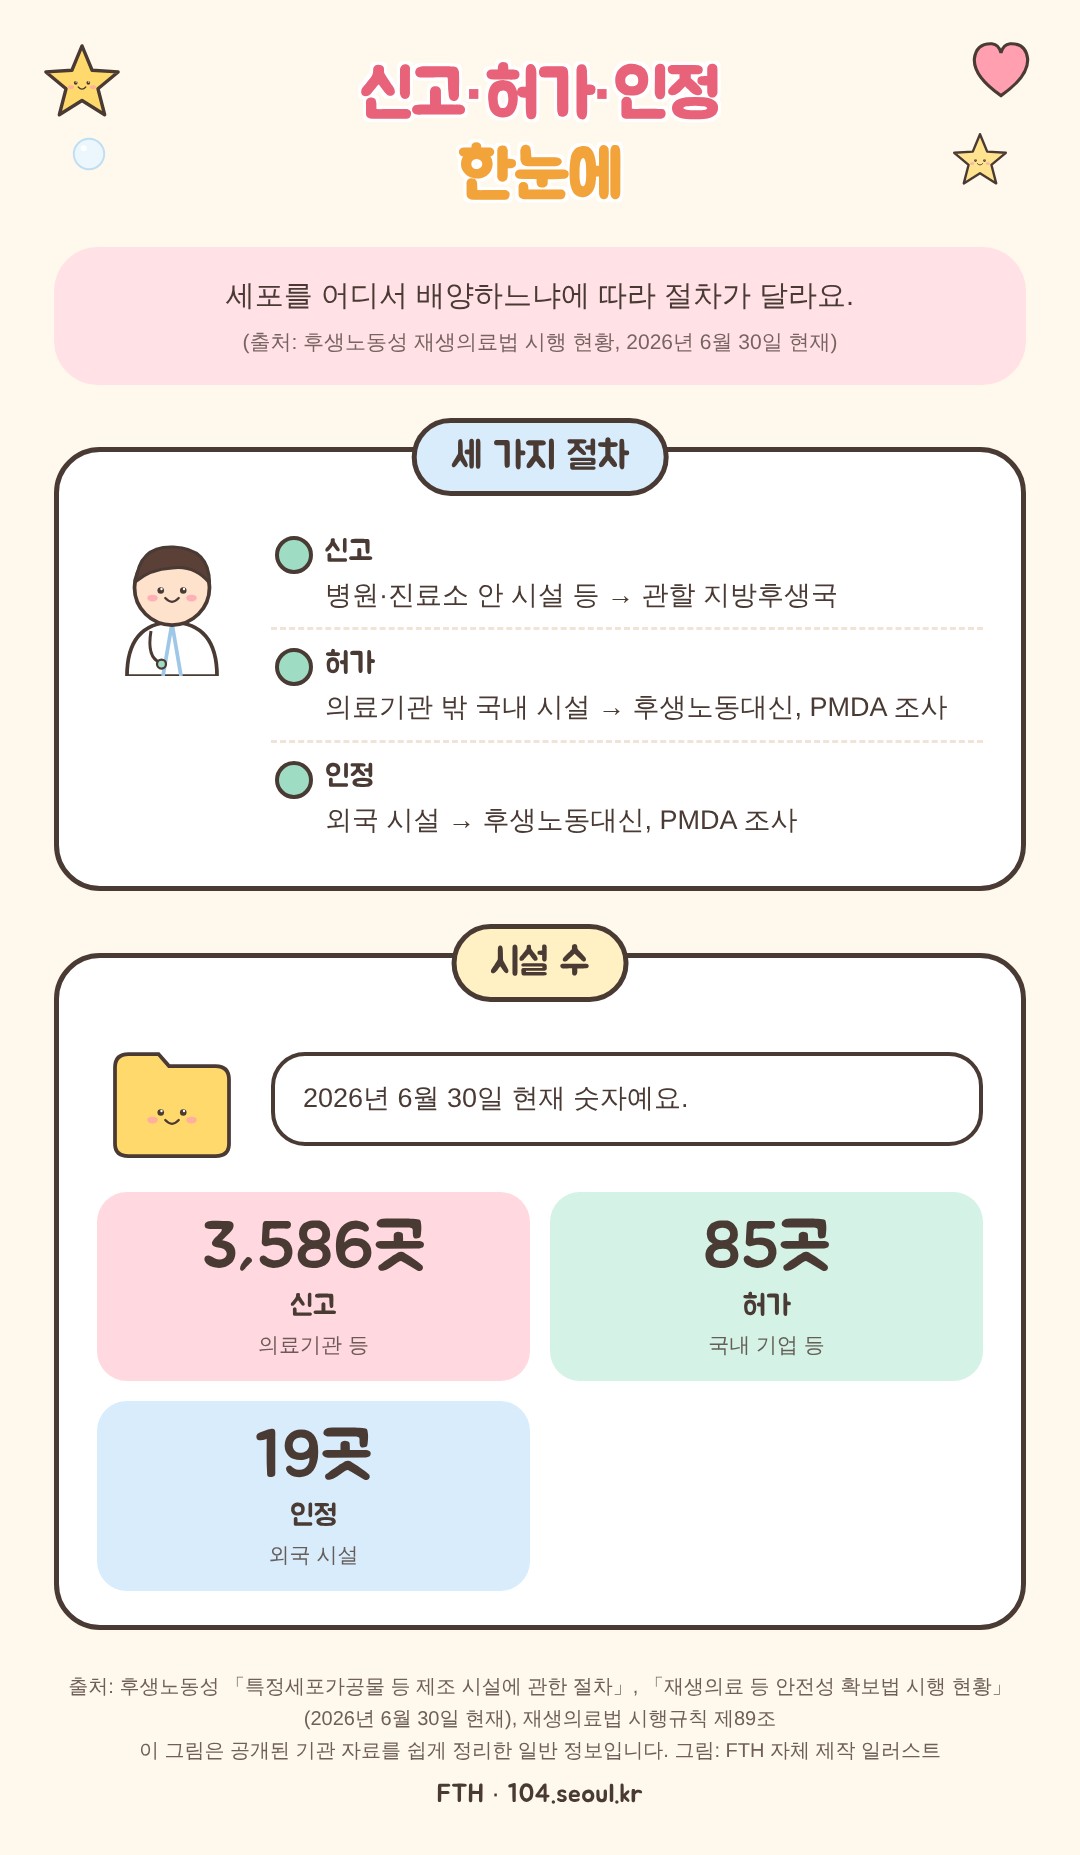 신고·허가·인정
한눈에
세포를 어디서 배양하느냐에 따라 절차가 달라요.
(출처: 후생노동성 재생의료법 시행 현황, 2026년 6월 30일 현재)
세 가지 절차
신고
병원·진료소 안 시설 등 → 관할 지방후생국
허가
의료기관 밖 국내 시설 → 후생노동대신, PMDA 조사
인정
외국 시설 → 후생노동대신, PMDA 조사
시설 수
2026년 6월 30일 현재 숫자예요.
3,586곳
신고
의료기관 등
85곳
허가
국내 기업 등
19곳
인정
외국 시설
출처: 후생노동성 「특정세포가공물 등 제조 시설에 관한 절차」, 「재생의료 등 안전성 확보법 시행 현황」
(2026년 6월 30일 현재), 재생의료법 시행규칙 제89조
이 그림은 공개된 기관 자료를 쉽게 정리한 일반 정보입니다. 그림: FTH 자체 제작 일러스트
FTH · 104.seoul.kr